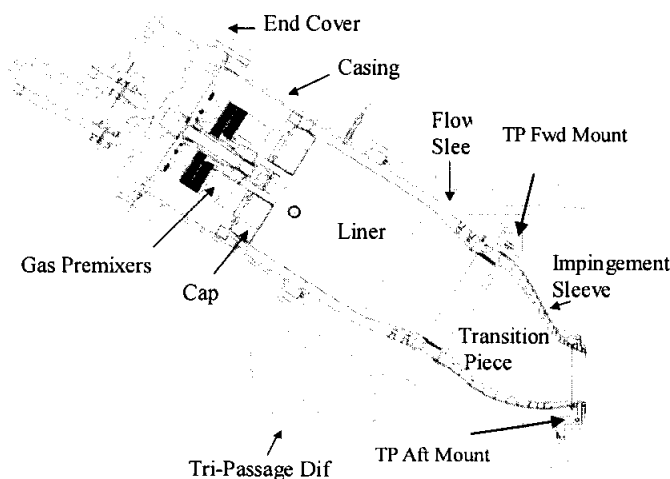 End Cover
Casing
Flow
Slee
TP Fwd Mount
Liner
Gas Premixers
Cap
Impingement
Sleeve
Transition
Piece
TP Aft Mount
Tri-Passage Dif